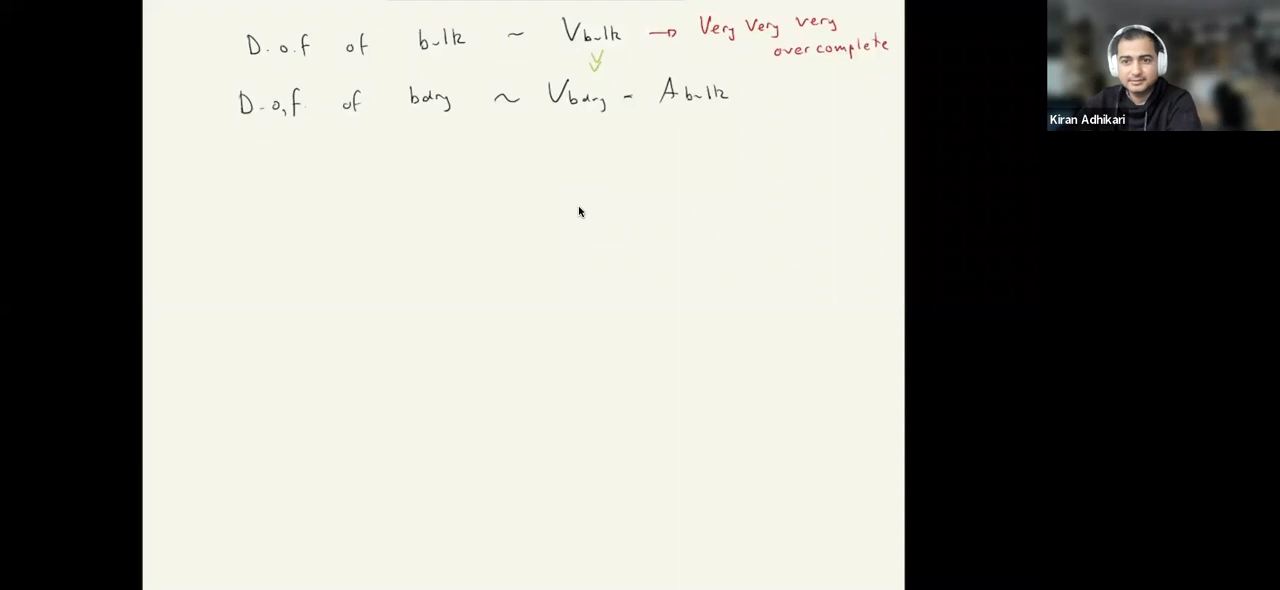 D.o.f of bulk ~ Vbulk → Very Very very
over complete
D.o.f. of bdry ~ Vbdry - Abulk
Kiran Adhikari